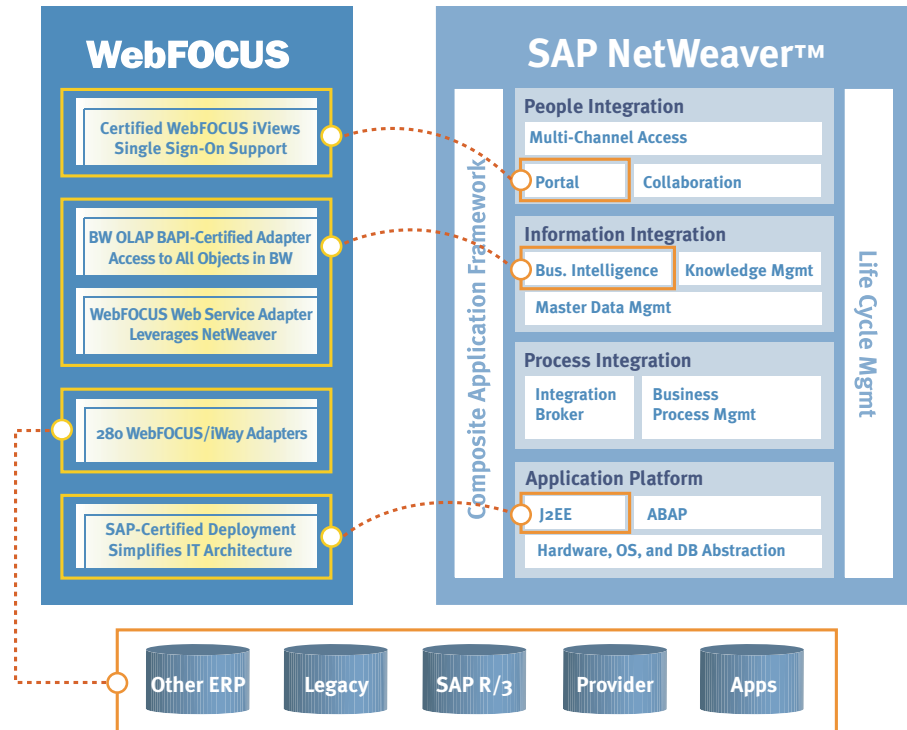 WebFOCUS
Certified WebFOCUS iViews
Single Sign-On Support
BW OLAP BAPI-Certified Adapter
Access to All Objects in BW
WebFOCUS Web Service Adapter
Leverages NetWeaver
280 WebFOCUS/iWay Adapters
SAP-Certified Deployment
Simplifies IT Architecture
SAP NetWeaver™
Composite Application Framework
People Integration
Multi-Channel Access
Portal
Collaboration
Information Integration
Bus. Intelligence
Knowledge Mgmt
Master Data Mgmt
Process Integration
Integration
Broker
Business
Process Mgmt
Application Platform
J2EE
ABAP
Hardware, OS, and DB Abstraction
Life Cycle Mgmt
Other ERP
Legacy
SAP R/3
Provider
Apps